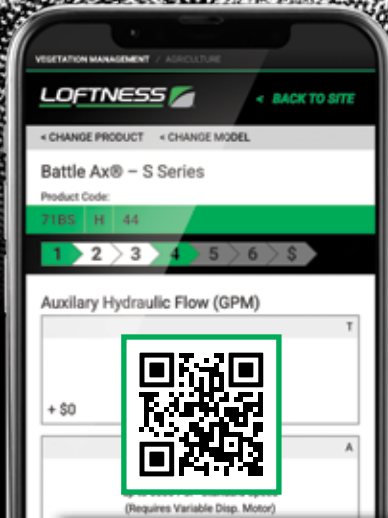 VEGETATION MANAGEMENT / AGRICULTURE
LOFTNESS
< BACK TO SITE
< CHANGE PRODUCT < CHANGE MODEL
Battle Ax® – S Series
Product Code:
71BS H 44
1 2 3 4 5 6 $
Auxilary Hydraulic Flow (GPM)
T
+ $0
A
(Requires Variable Disp. Motor)